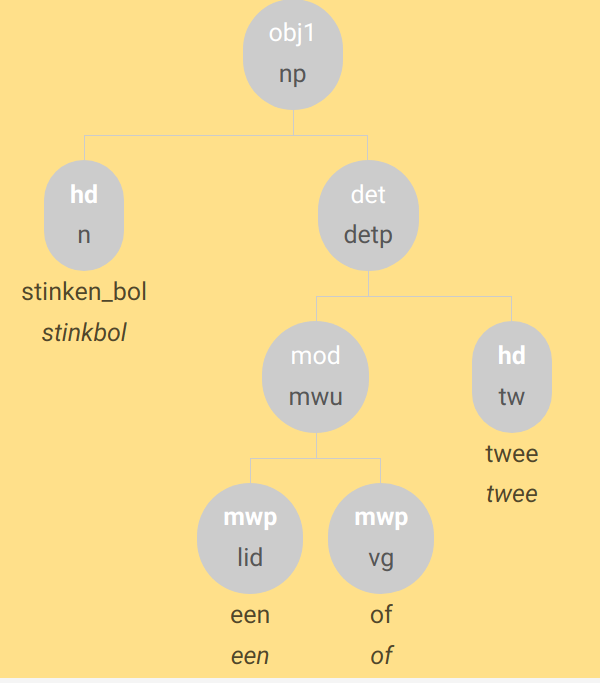 obj1
np
hd
n
stinken_bol
stinkbol
det
detp
mod
mwu
hd
tw
twee
twee
mwp
lid
een
een
mwp
vg
of
of